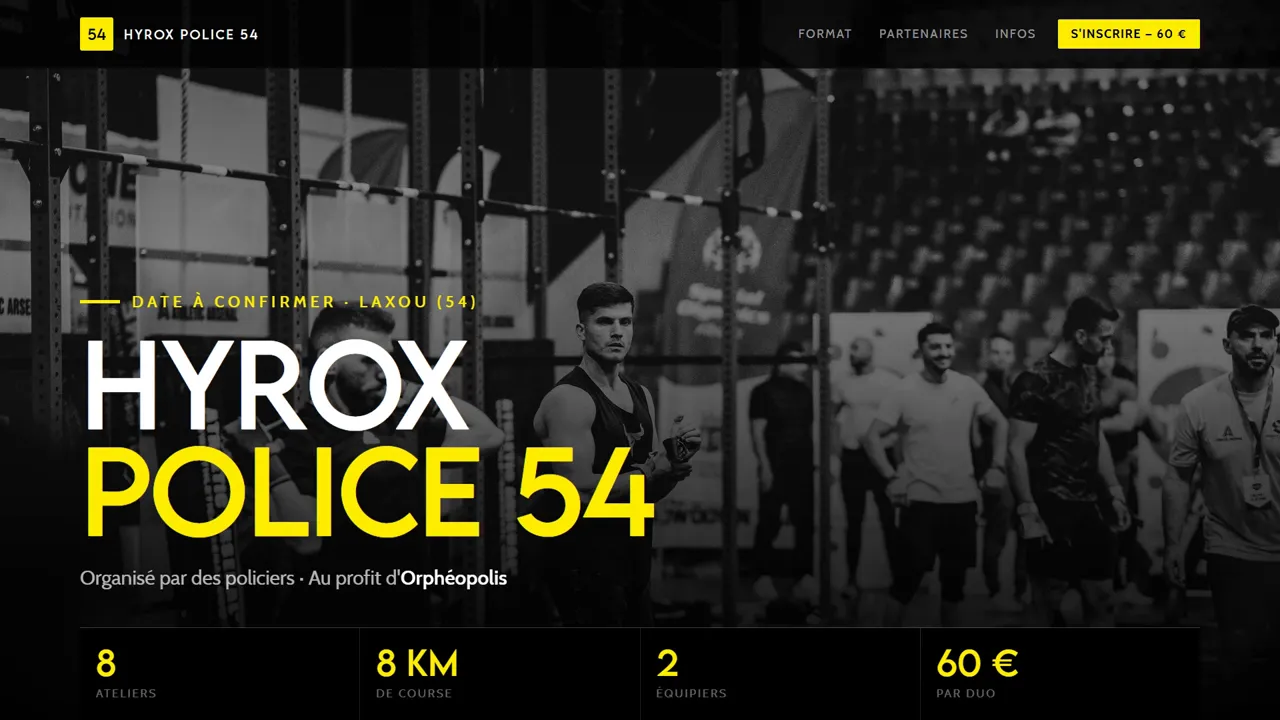 54 HYROX POLICE 54
FORMAT PARTENAIRES INFOS S'INSCRIRE – 60 €
DATE À CONFIRMER · LAXOU (54)
HYROX
POLICE 54
Organisé par des policiers · Au profit d'Orphéopolis
8
ATELIERS
8 KM
DE COURSE
2
ÉQUIPIERS
60 €
PAR DUO